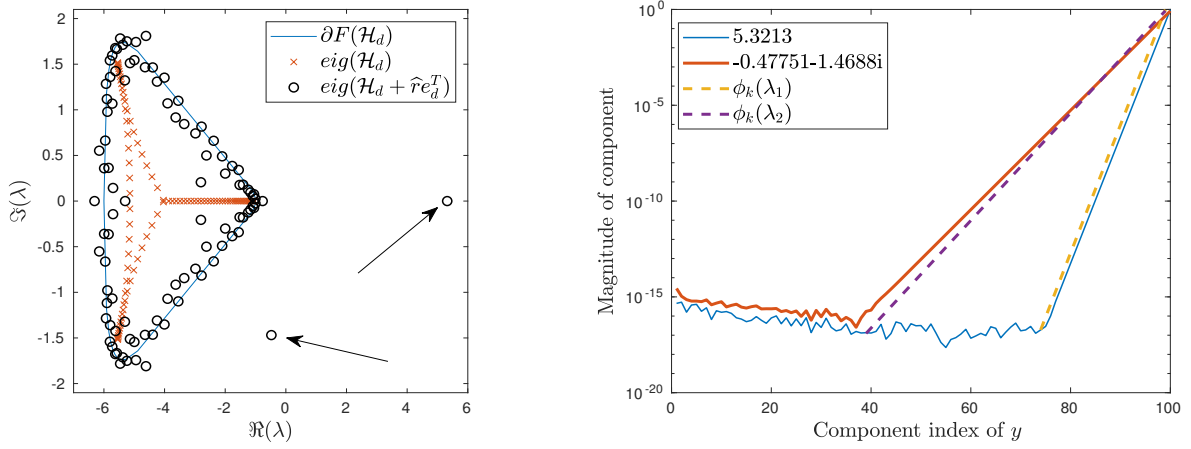 2
1.5
1
0.5
0
-0.5
-1
-1.5
-2
ℑ(λ)
-6 -4 -2 0 2 4 6
ℜ(λ)
∂F(ℋ_d)
eig(ℋ_d)
eig(ℋ_d + r̂e_d^T)
10^0
10^-5
10^-10
10^-15
10^-20
Magnitude of component
0 20 40 60 80 100
Component index of y
5.3213
-0.47751-1.4688i
ϕ_k(λ_1)
ϕ_k(λ_2)